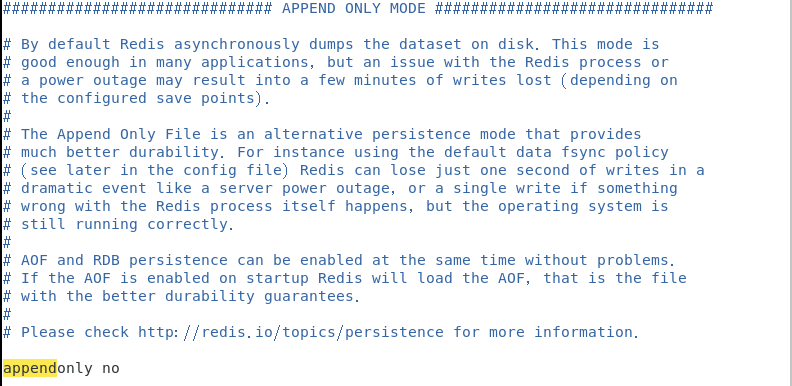 ############################## APPEND ONLY MODE ###############################
# By default Redis asynchronously dumps the dataset on disk. This mode is
# good enough in many applications, but an issue with the Redis process or
# a power outage may result into a few minutes of writes lost (depending on
# the configured save points).
#
# The Append Only File is an alternative persistence mode that provides
# much better durability. For instance using the default data fsync policy
# (see later in the config file) Redis can lose just one second of writes in a
# dramatic event like a server power outage, or a single write if something
# wrong with the Redis process itself happens, but the operating system is
# still running correctly.
#
# AOF and RDB persistence can be enabled at the same time without problems.
# If the AOF is enabled on startup Redis will load the AOF, that is the file
# with the better durability guarantees.
#
# Please check http://redis.io/topics/persistence for more information.
appendonly no